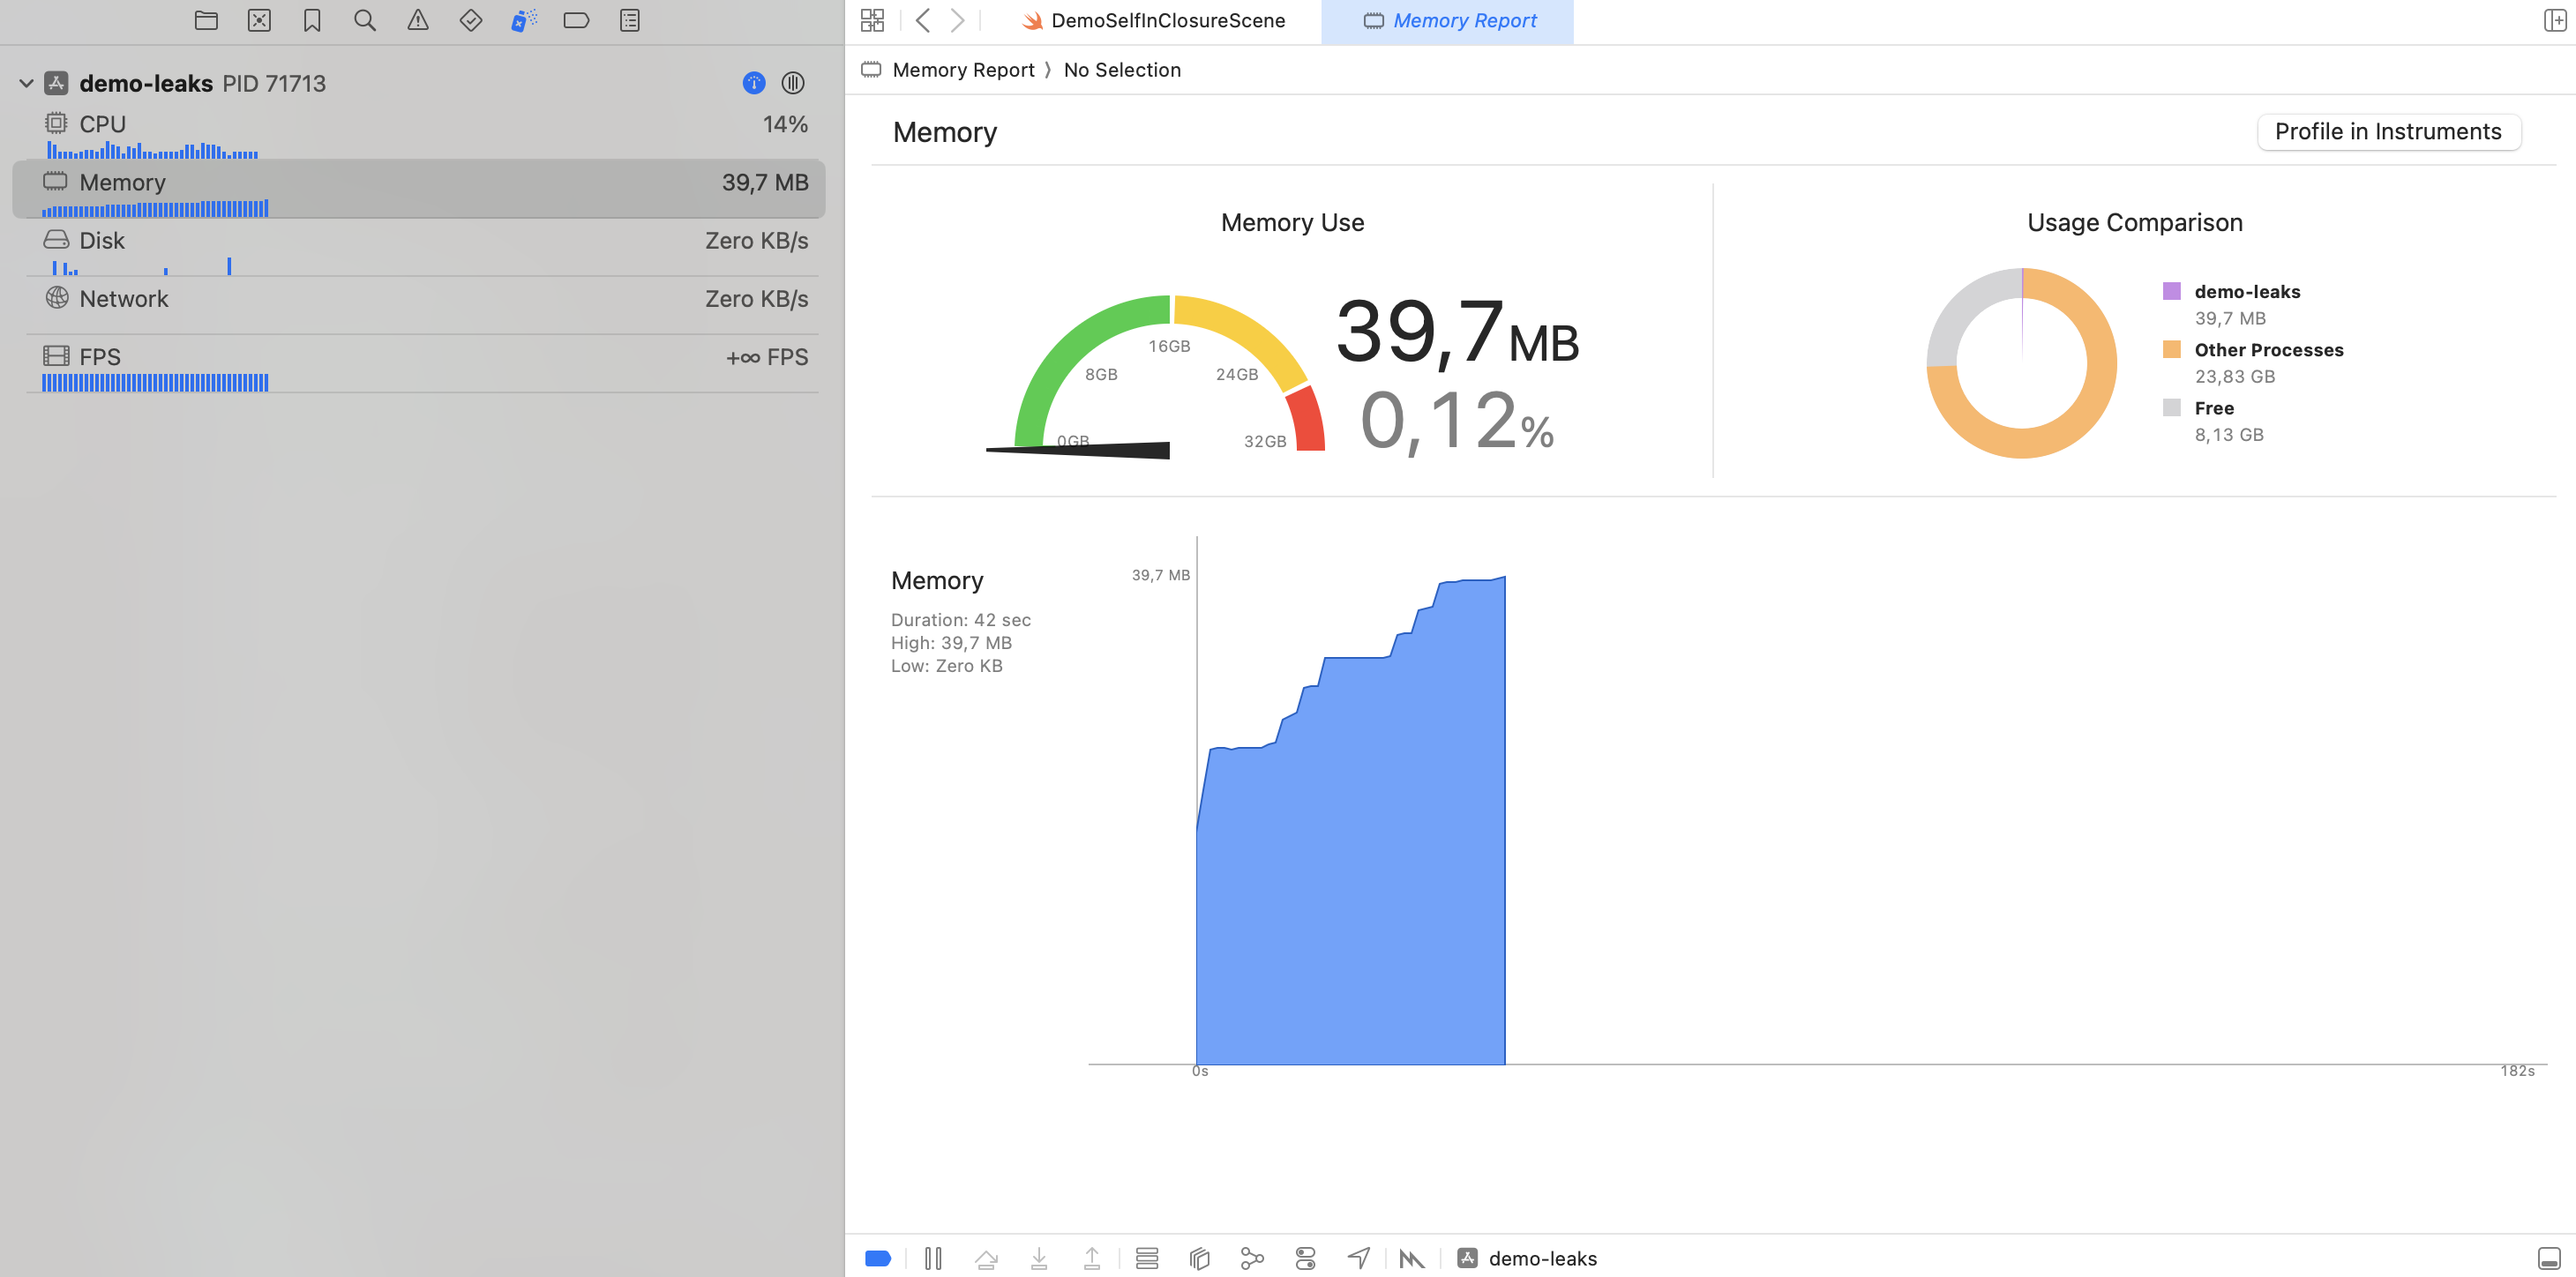 DemoSelfInClosureScene
Memory Report
demo-leaks PID 71713
CPU 14%
Memory 39,7 MB
Disk Zero KB/s
Network Zero KB/s
FPS +∞ FPS
Memory Report ⟩ No Selection
Memory
Profile in Instruments
Memory Use
0GB
8GB
16GB
24GB
32GB
39,7 MB
0,12%
Usage Comparison
demo-leaks
39,7 MB
Other Processes
23,83 GB
Free
8,13 GB
Memory
Duration: 42 sec
High: 39,7 MB
Low: Zero KB
39,7 MB
0s
182s
demo-leaks